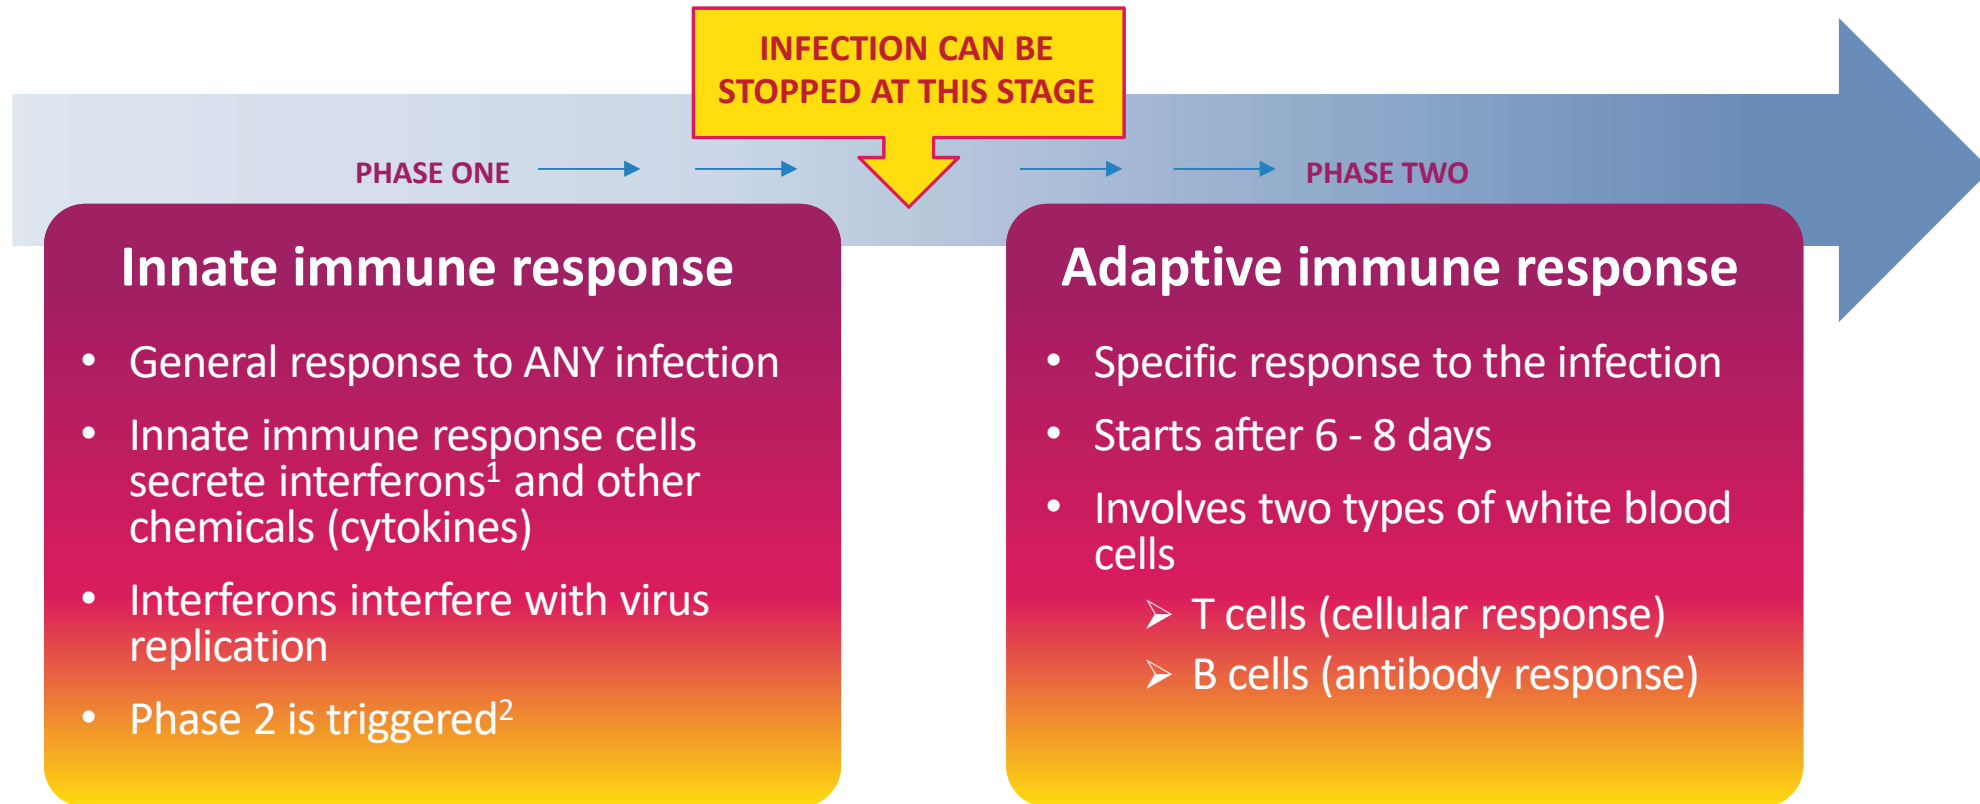 INFECTION CAN BE
STOPPED AT THIS STAGE
PHASE ONE
PHASE TWO
Innate immune response
• General response to ANY infection
• Innate immune response cells
secrete interferons¹ and other
chemicals (cytokines)
• Interferons interfere with virus
replication
• Phase 2 is triggered²
Adaptive immune response
• Specific response to the infection
• Starts after 6 - 8 days
• Involves two types of white blood
cells
➢ T cells (cellular response)
➢ B cells (antibody response)